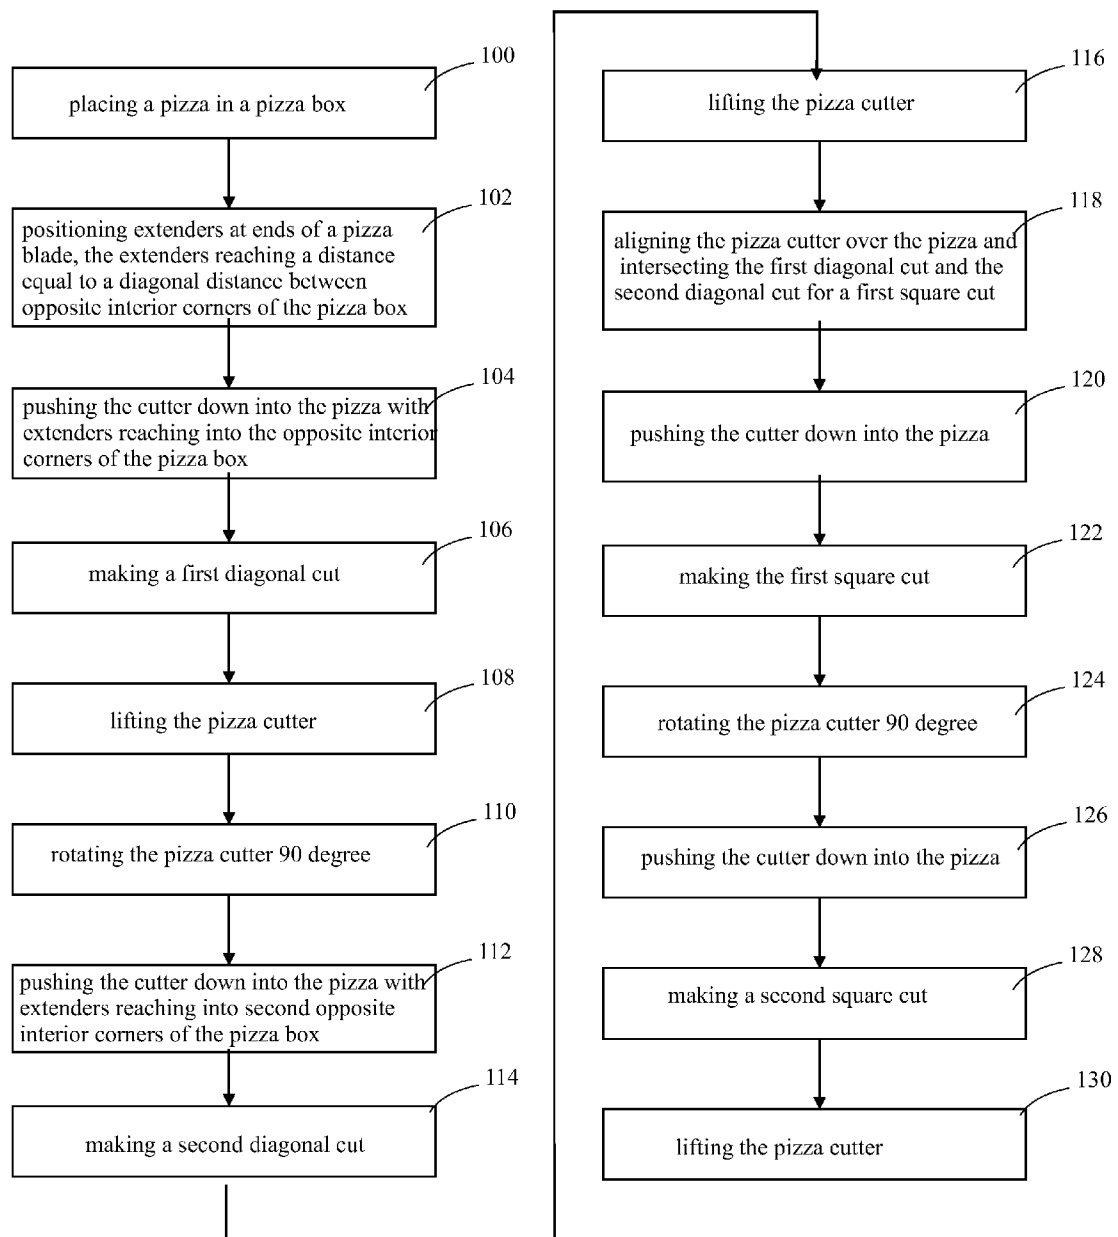 100
placing a pizza in a pizza box
102
positioning extenders at ends of a pizza
blade, the extenders reaching a distance
equal to a diagonal distance between
opposite interior corners of the pizza box
104
pushing the cutter down into the pizza with
extenders reaching into the opposite interior
corners of the pizza box
106
making a first diagonal cut
108
lifting the pizza cutter
110
rotating the pizza cutter 90 degree
112
pushing the cutter down into the pizza with
extenders reaching into second opposite
interior corners of the pizza box
114
making a second diagonal cut
116
lifting the pizza cutter
118
aligning the pizza cutter over the pizza and
intersecting the first diagonal cut and the
second diagonal cut for a first square cut
120
pushing the cutter down into the pizza
122
making the first square cut
124
rotating the pizza cutter 90 degree
126
pushing the cutter down into the pizza
128
making a second square cut
130
lifting the pizza cutter